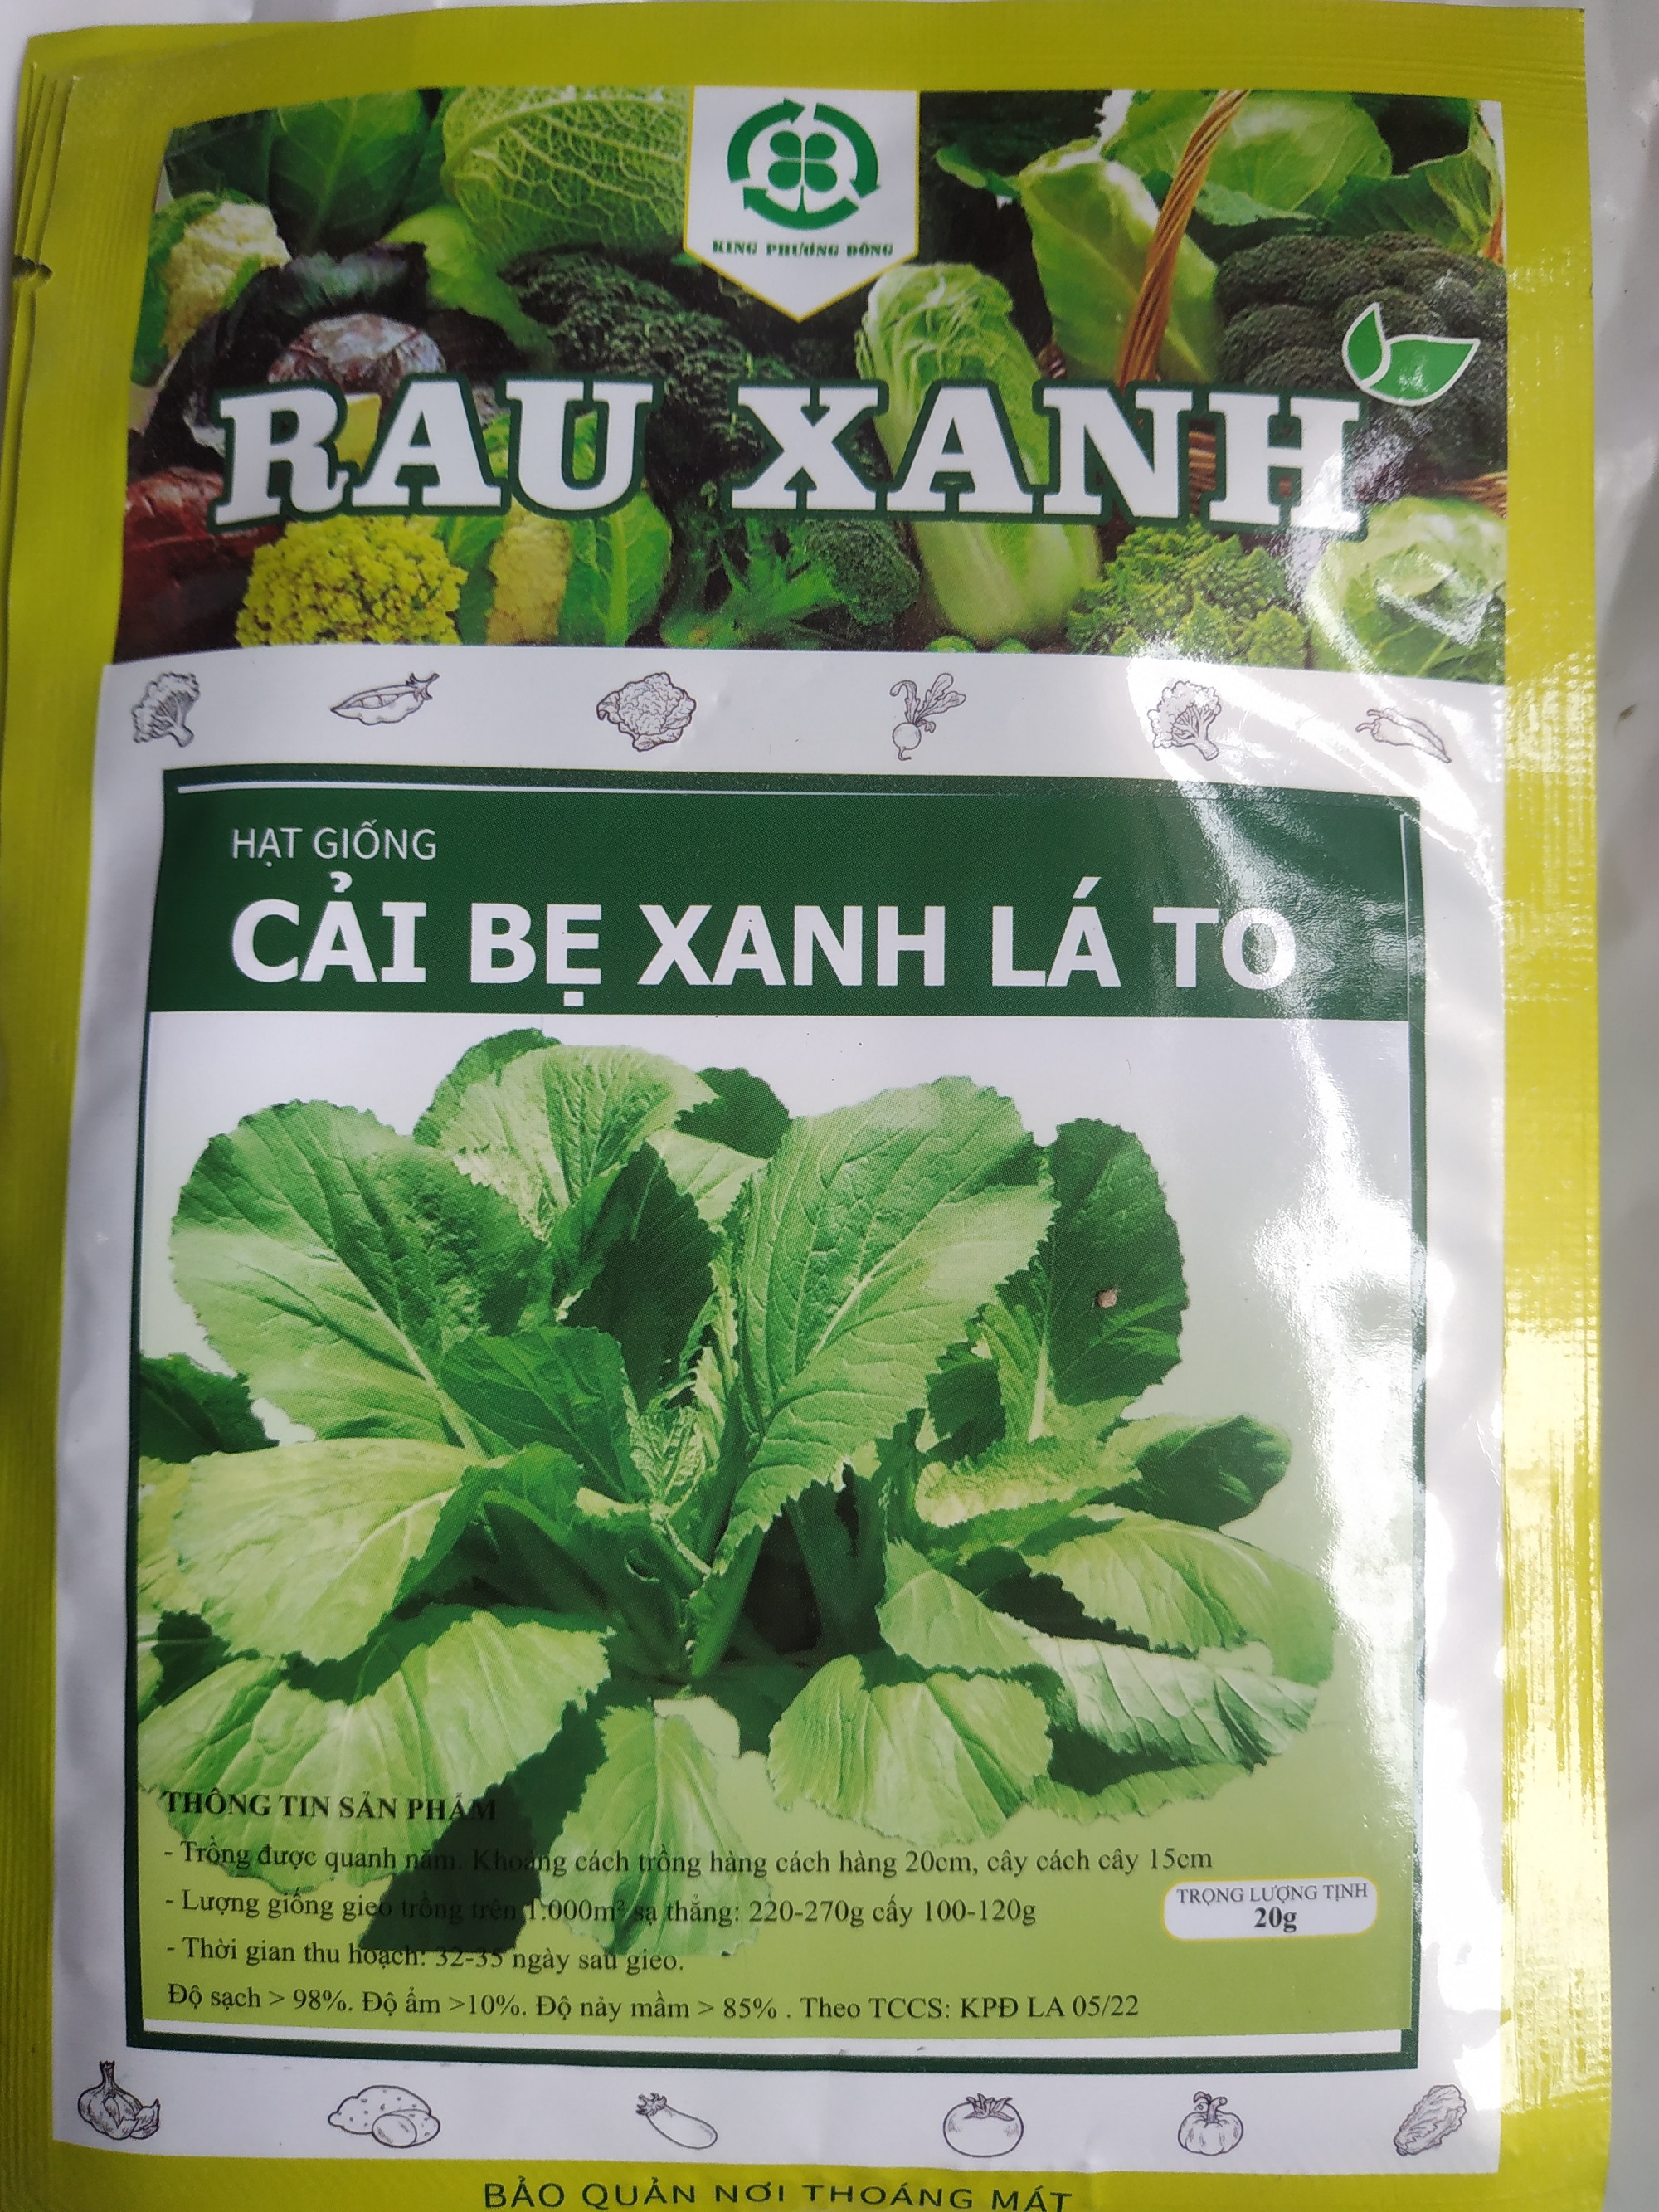 KING PHƯƠNG ĐÔNG
RAU XANH
HẠT GIỐNG
CẢI BẸ XANH LÁ TO
THÔNG TIN SẢN PHẨM
- Trồng được quanh năm. Khoảng cách trồng hàng cách hàng 20cm, cây cách cây 15cm
- Lượng giống gieo trồng trên 1.000m² sạ thẳng: 220-270g cấy 100-120g
- Thời gian thu hoạch: 32-35 ngày sau gieo.
Độ sạch > 98%. Độ ẩm >10%. Độ nảy mầm > 85% . Theo TCCS: KPĐ LA 05/22
TRỌNG LƯỢNG TỊNH
20g
BẢO QUẢN NƠI THOÁNG MÁT